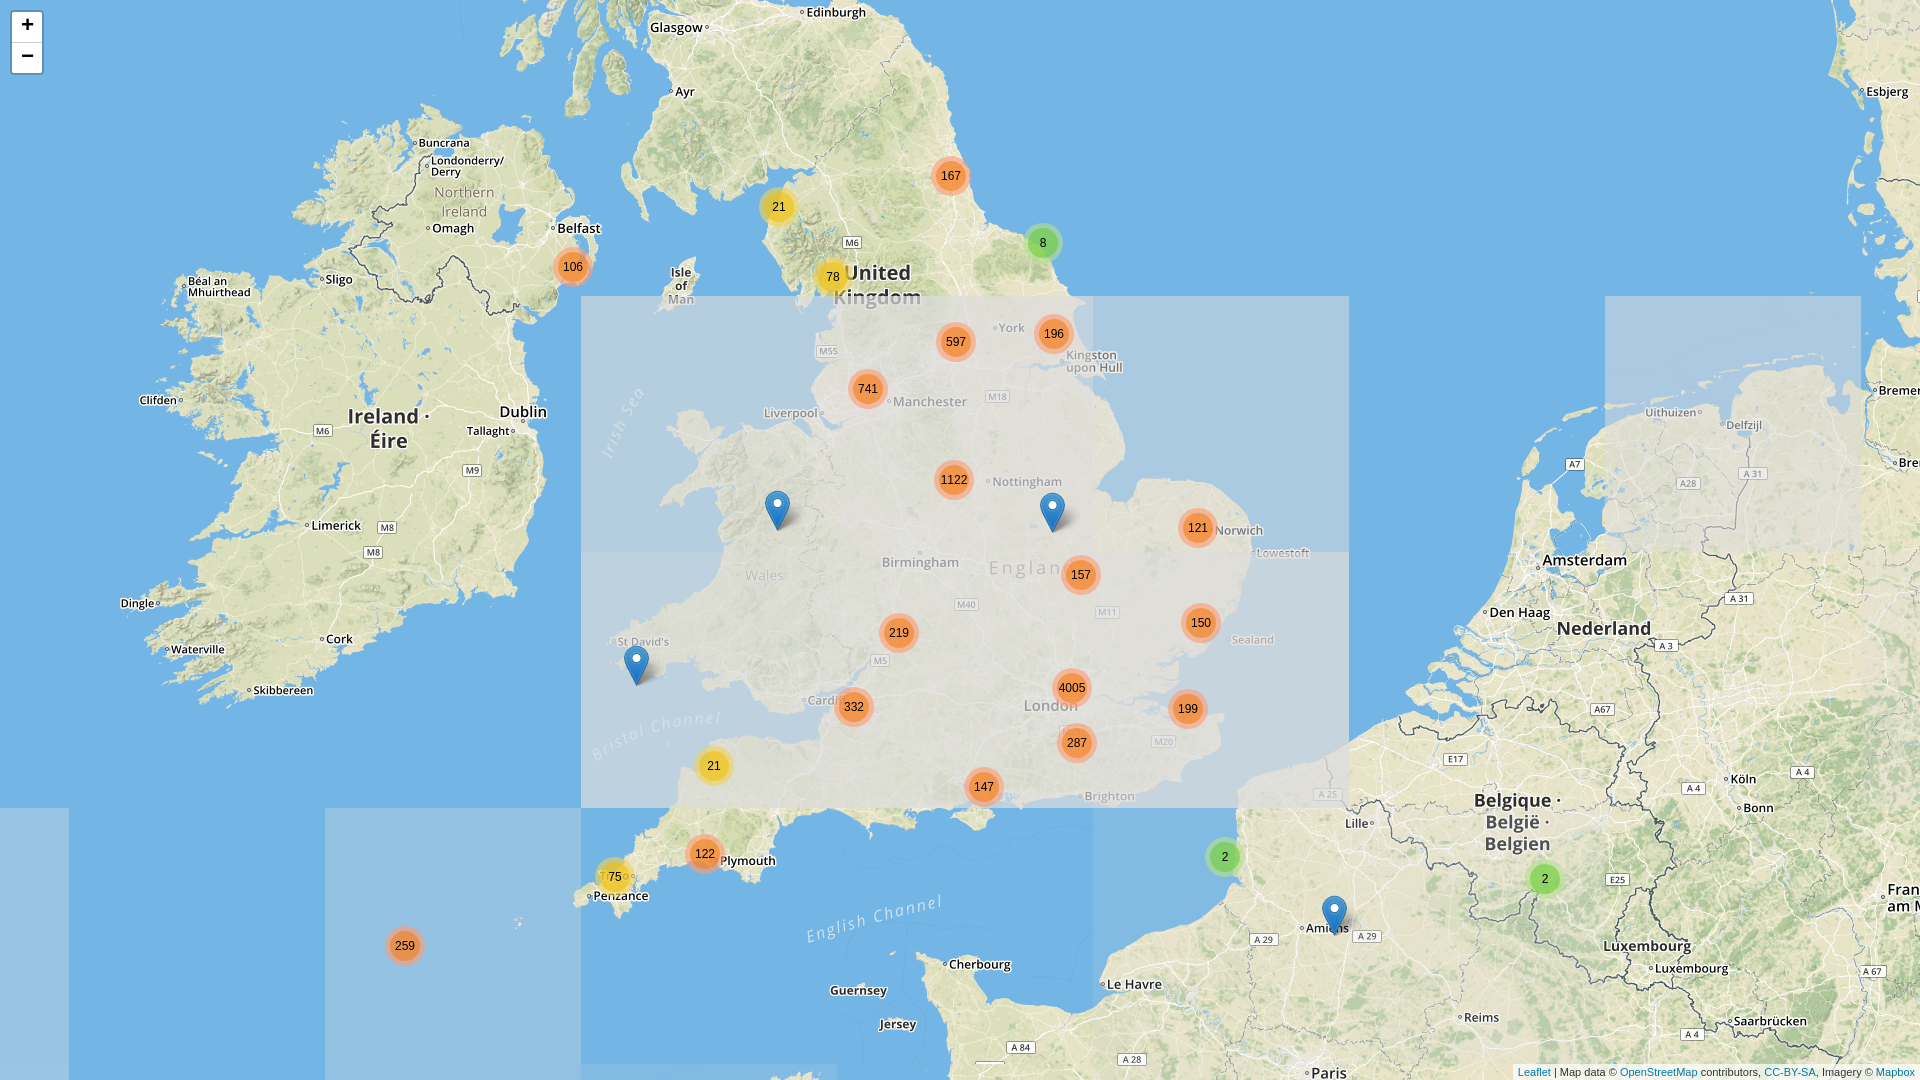 +
−
Glasgow
Edinburgh
Ayr
Esbjerg
Buncrana
Londonderry/
Derry
Northern
Ireland
Omagh
Belfast
167
21
8
M6
106
78
United
Kingdom
Isle
of
Man
Sligo
Béal an
Mhuirthead
York
196
597
M55
Kingston
upon Hull
741
Manchester
M18
Liverpool
Clifden
Ireland ·
Éire
Dublin
Tallaght
M6
M9
Irish Sea
Uithuizen
Delfzijl
A7
A28
A 31
1122
Nottingham
Limerick
M8
M8
121
Norwich
Lowestoft
Amsterdam
Birmingham
Wales
157
Dingle
Waterville
Cork
Skibbereen
M40
M11
A 31
Den Haag
Nederland
A 3
St David's
219
150
Sealand
M5
4005
London
332
199
M20
287
A67
E17
Bristol Channel
21
147
Brighton
A 25
Köln
Bonn
A 4
A 4
Belgique ·
België ·
Belgien
Lille
122
Plymouth
75
Penzance
2
2
E25
259
English Channel
A 29
A 29
Luxembourg
Luxembourg
A 67
Cherbourg
Le Havre
Guernsey
Jersey
Reims
Saarbrücken
A 84
A 28
A 4
Paris
Leaflet | Map data © OpenStreetMap contributors, CC-BY-SA, Imagery © Mapbox